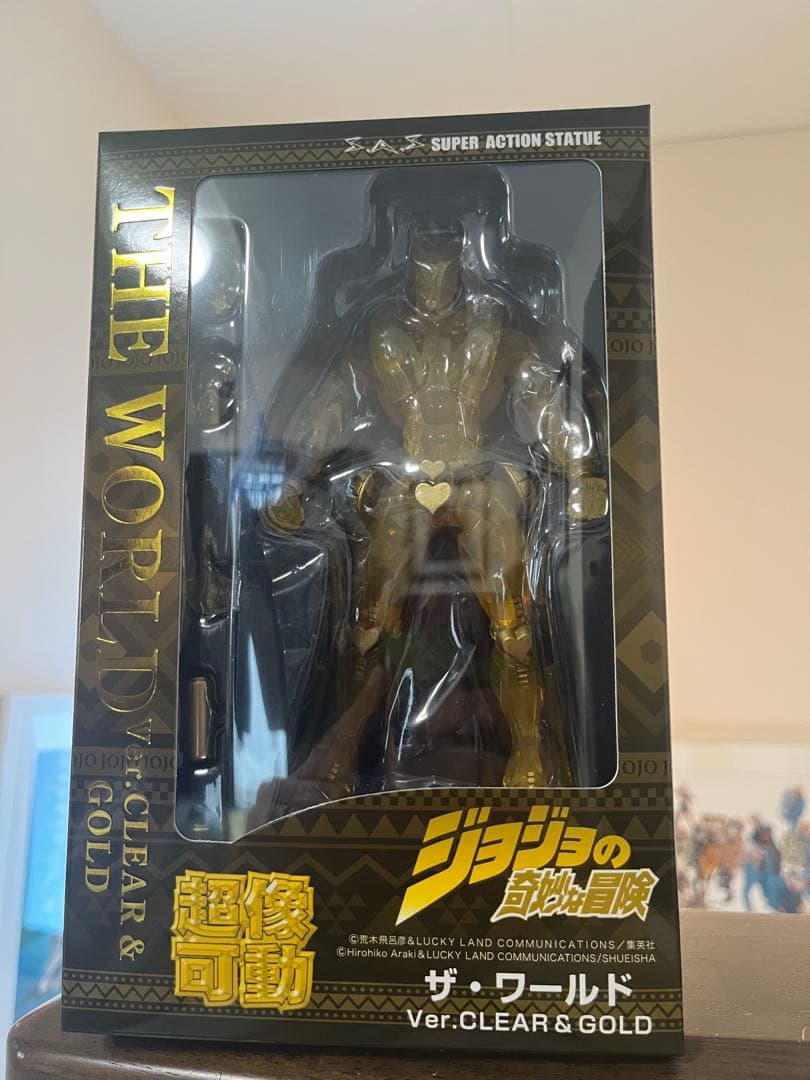 S.A.S SUPER ACTION STATUE
THE WORLD Ver.CLEAR &
GOLD
JOJO JOJO
ジョジョの
奇妙な冒険
超像
可動
©荒木飛呂彦&LUCKY LAND COMMUNICATIONS/集英社
©Hirohiko Araki&LUCKY LAND COMMUNICATIONS/SHUEISHA
ザ・ワールド
Ver.CLEAR & GOLD